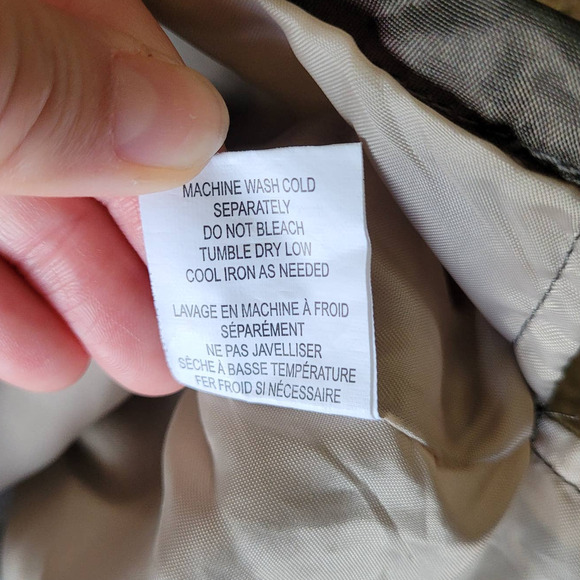 MACHINE WASH COLD
SEPARATELY
DO NOT BLEACH
TUMBLE DRY LOW
COOL IRON AS NEEDED
LAVAGE EN MACHINE À FROID
SÉPARÉMENT
NE PAS JAVELLISER
SÈCHE À BASSE TEMPÉRATURE
FER FROID SI NÉCESSAIRE